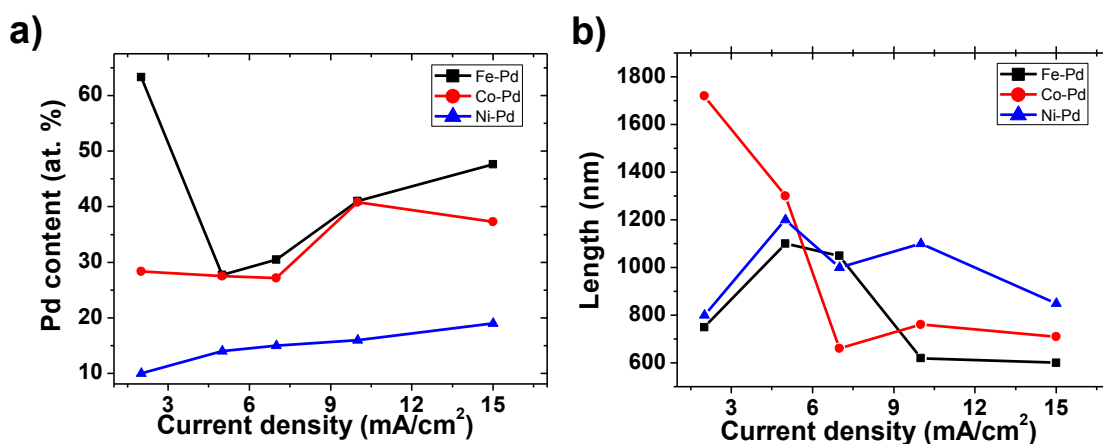 a)
Pd content (at. %)
60
50
40
30
20
10
3 6 9 12 15
Current density (mA/cm²)
Fe-Pd
Co-Pd
Ni-Pd
b)
Length (nm)
1800
1600
1400
1200
1000
800
600
3 6 9 12 15
Current density (mA/cm²)
Fe-Pd
Co-Pd
Ni-Pd